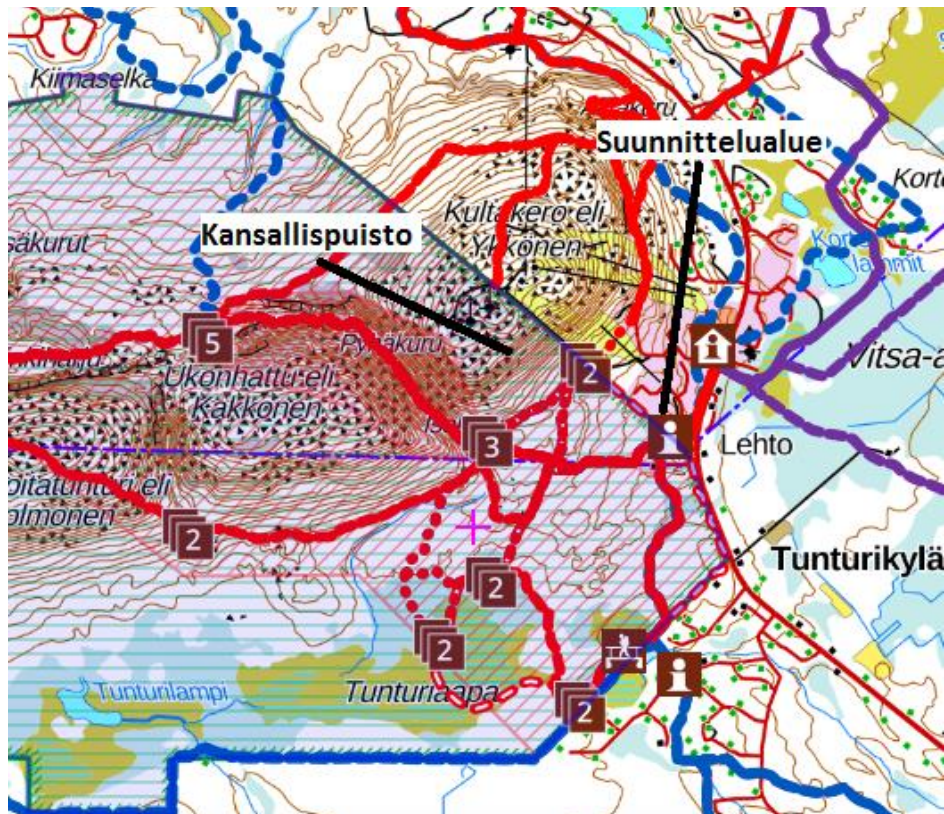 Kiimaselkä
Suunnittelualue
Kultakero eli
Ykkönen
Kansallispuisto
säkurut
5
Pyhäkuru
Ukonhattu eli
Kakkonen
2
3
Lehto
Tunturikylä
2
2
2
Tunturilampi
Tunturiaapa
2